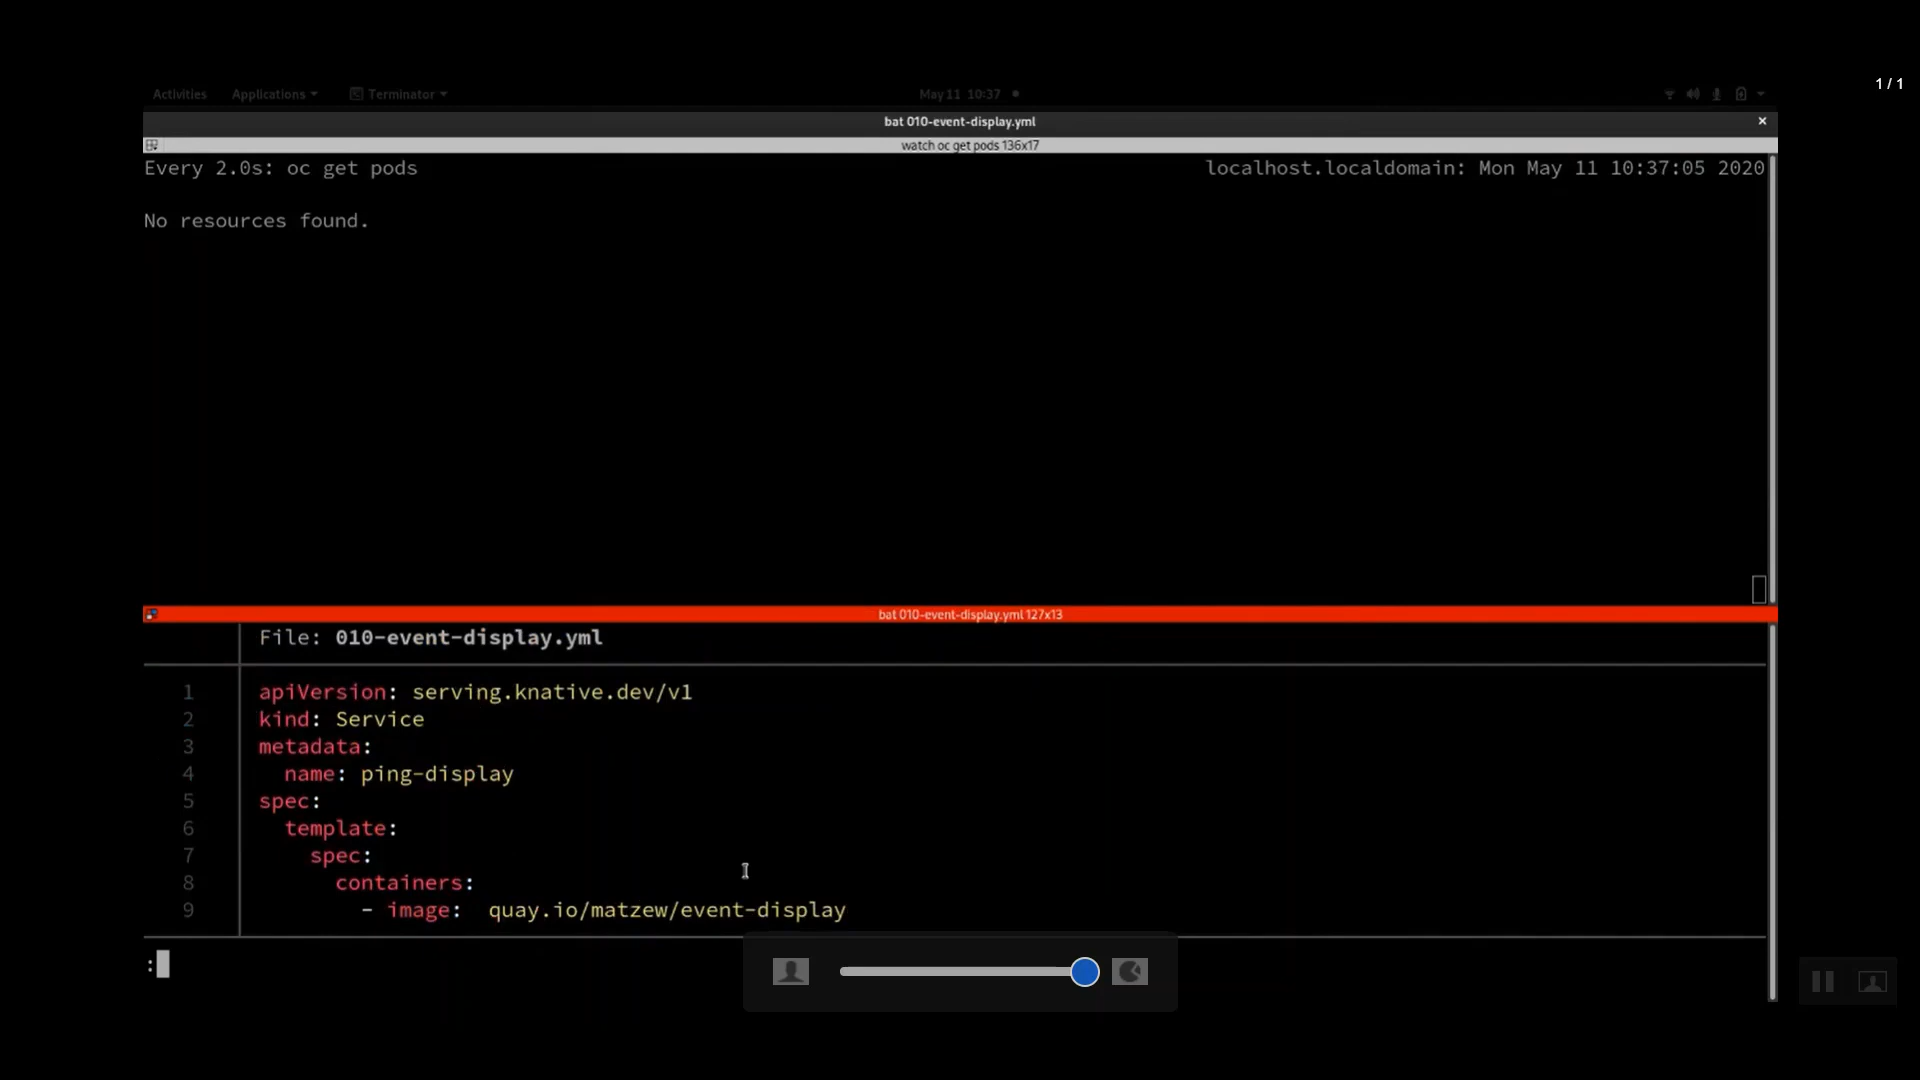 1 / 1
Activities Applications Terminator May 11 10:37
bat 010-event-display.yml
watch oc get pods 136x17
Every 2.0s: oc get pods localhost.localdomain: Mon May 11 10:37:05 2020
No resources found.
bat 010-event-display.yml 127x13
File: 010-event-display.yml
1 apiVersion: serving.knative.dev/v1
2 kind: Service
3 metadata:
4 name: ping-display
5 spec:
6 template:
7 spec:
8 containers:
9 - image: quay.io/matzew/event-display
: